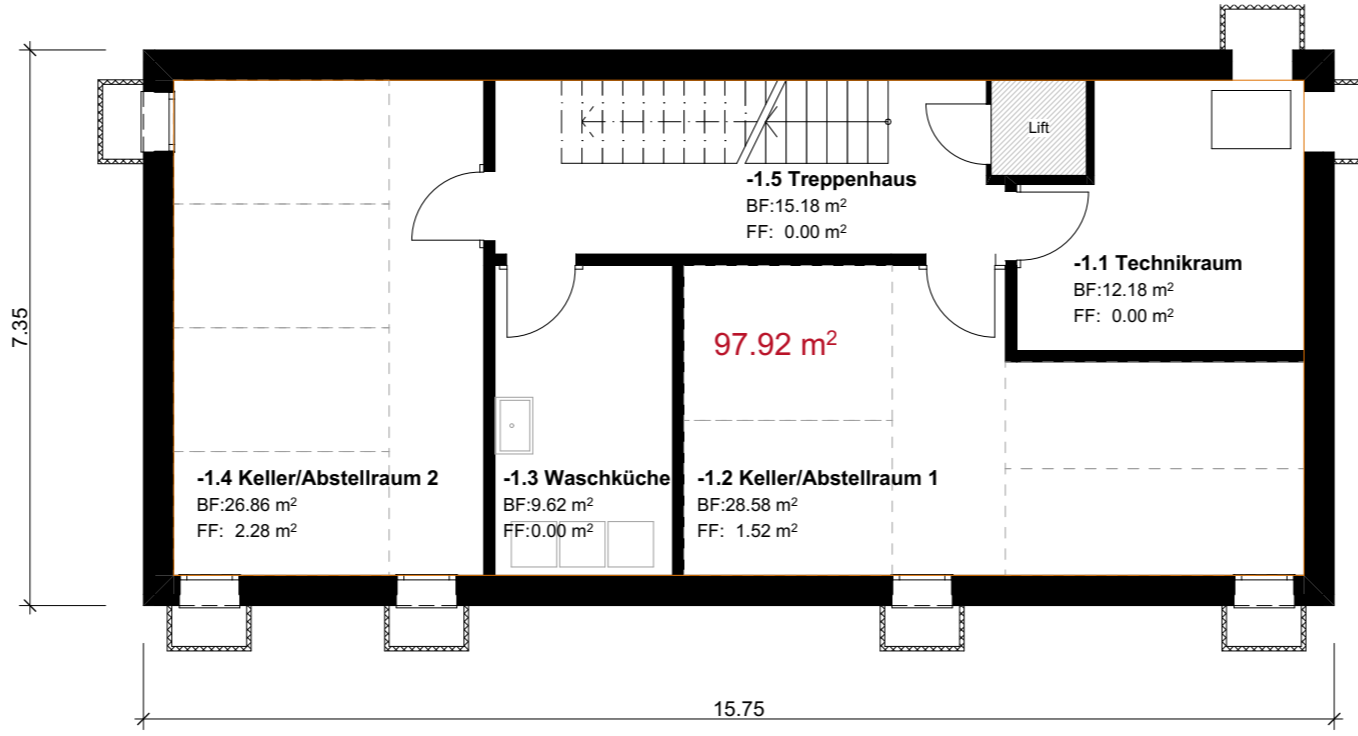 Lift
-1.5 Treppenhaus
BF:15.18 m²
FF: 0.00 m²
-1.1 Technikraum
BF:12.18 m²
FF: 0.00 m²
7.35
97.92 m²
-1.4 Keller/Abstellraum 2
BF:26.86 m²
FF: 2.28 m²
-1.3 Waschküche
BF:9.62 m²
FF:0.00 m²
-1.2 Keller/Abstellraum 1
BF:28.58 m²
FF: 1.52 m²
15.75